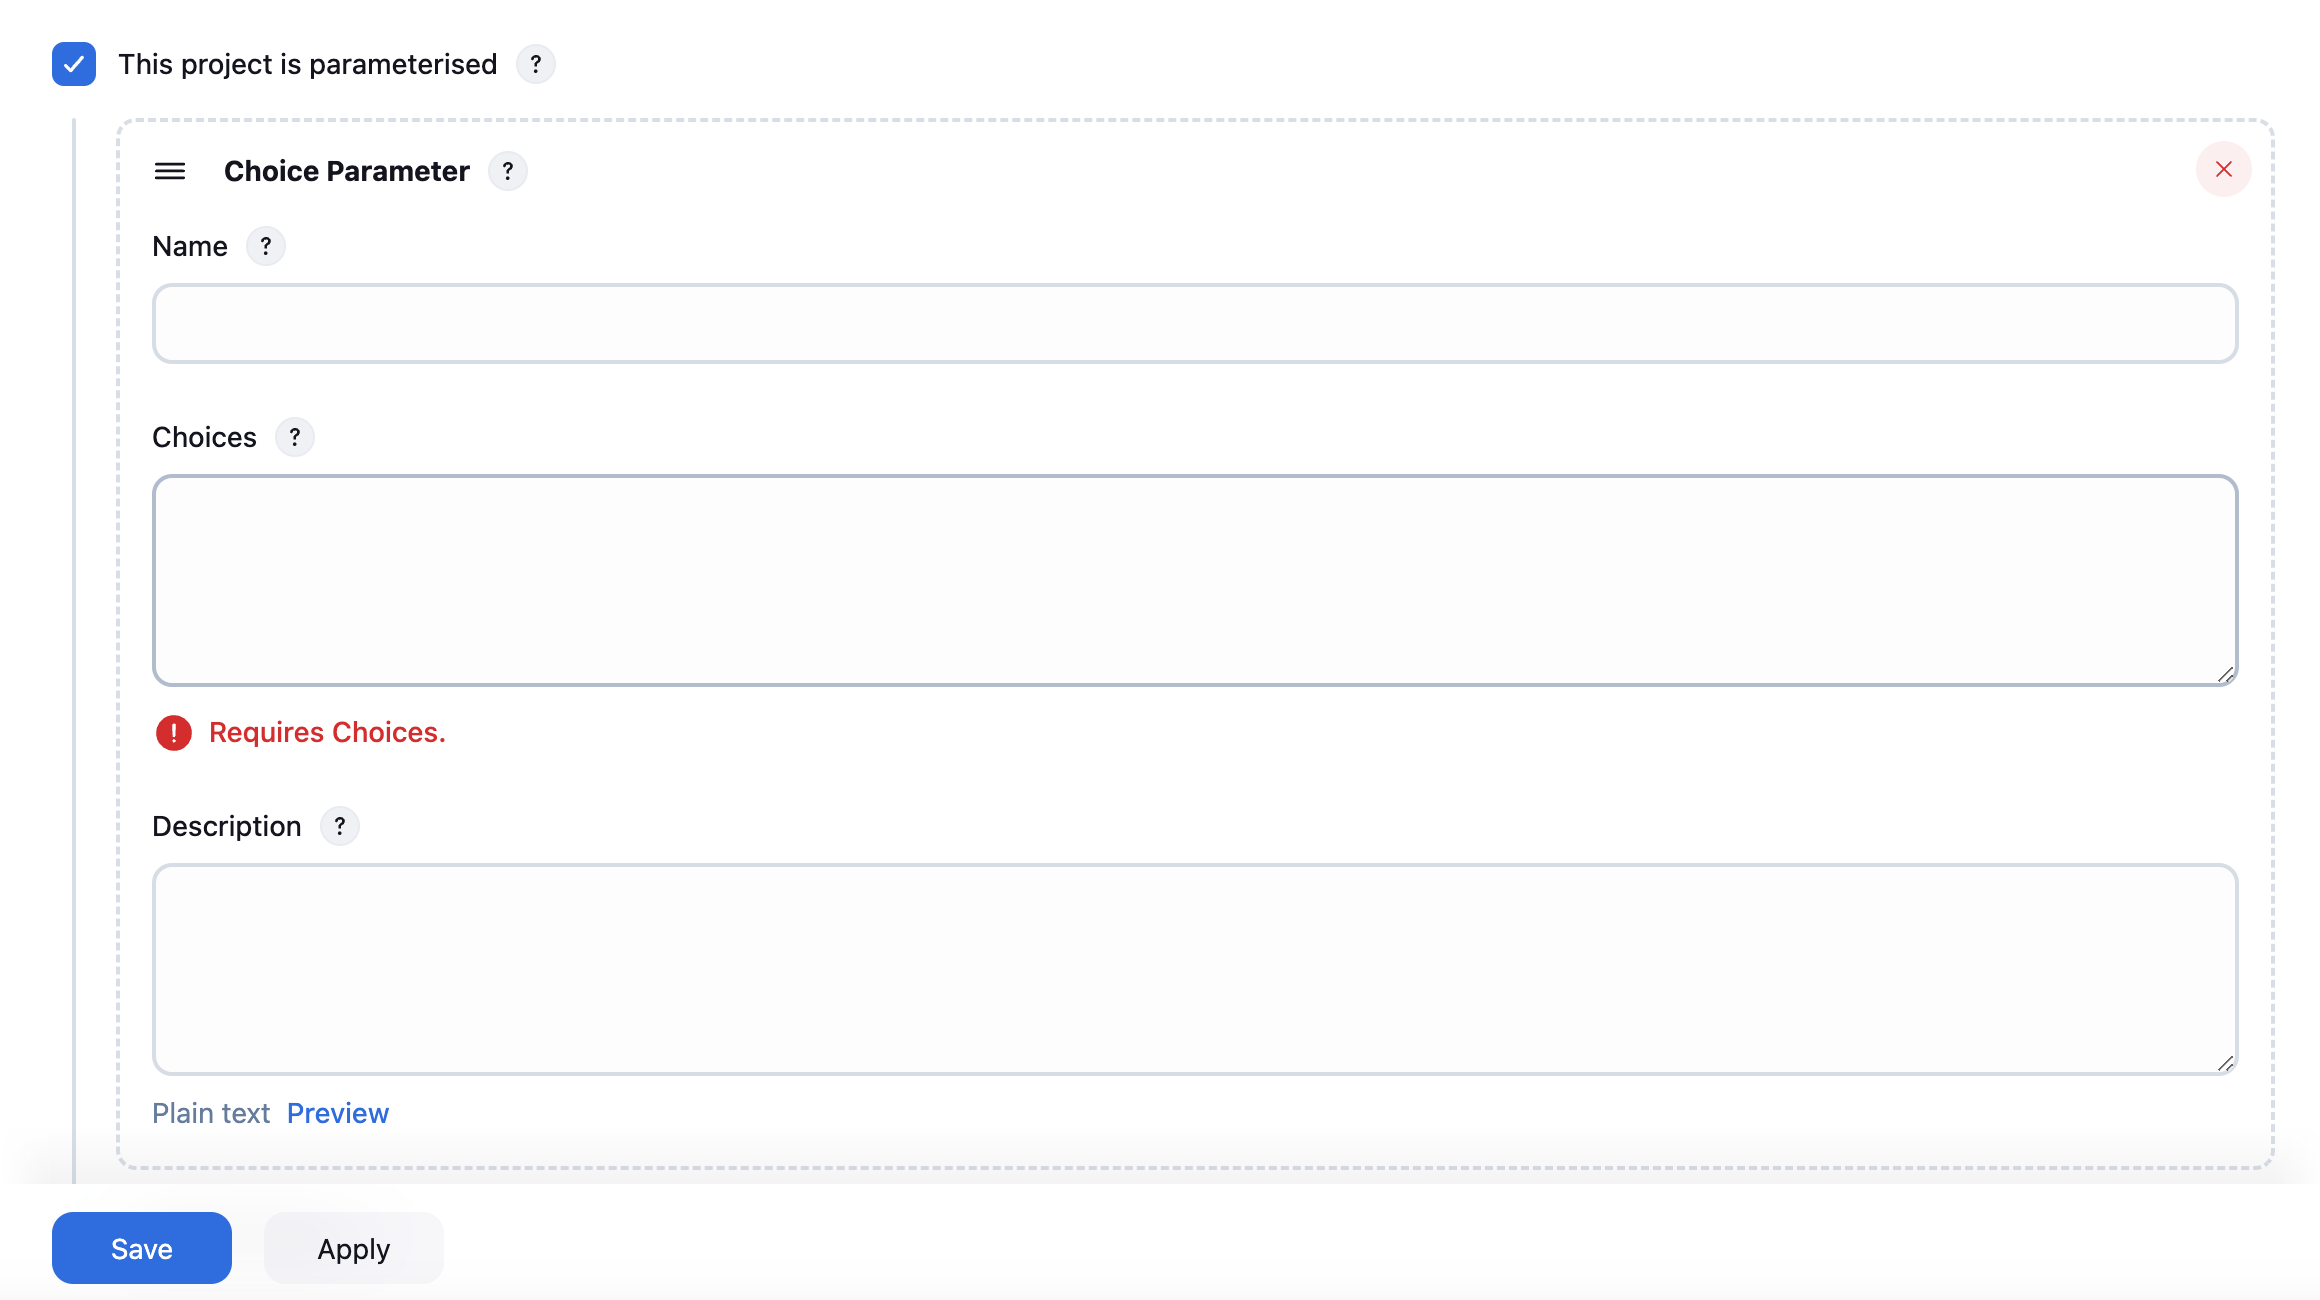 This project is parameterised ?
Choice Parameter ?
Name ?
Choices ?
Requires Choices.
Description ?
Plain text Preview
Save Apply